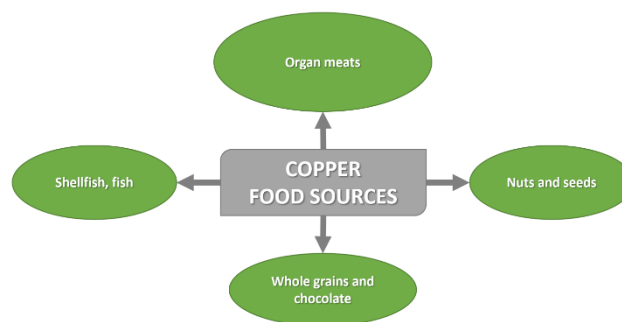 Organ meats
Shellfish, fish
COPPER
FOOD SOURCES
Nuts and seeds
Whole grains and
chocolate